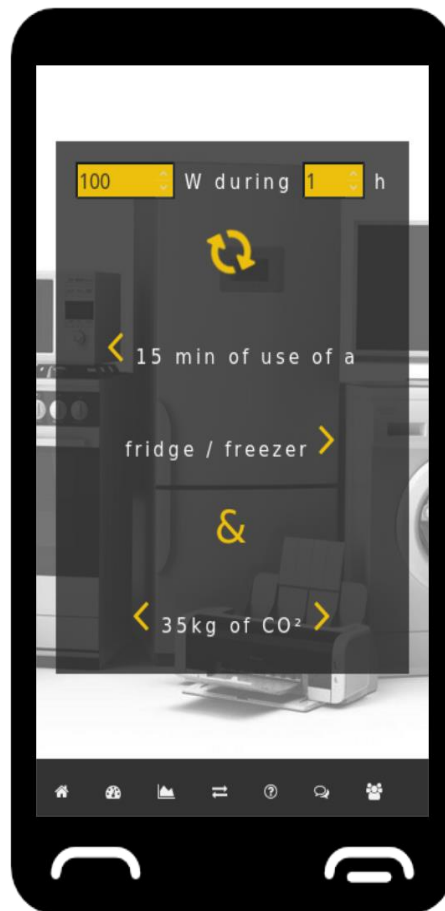 100 W during 1 h
< 15 min of use of a
fridge / freezer >
&
< 35kg of CO² >